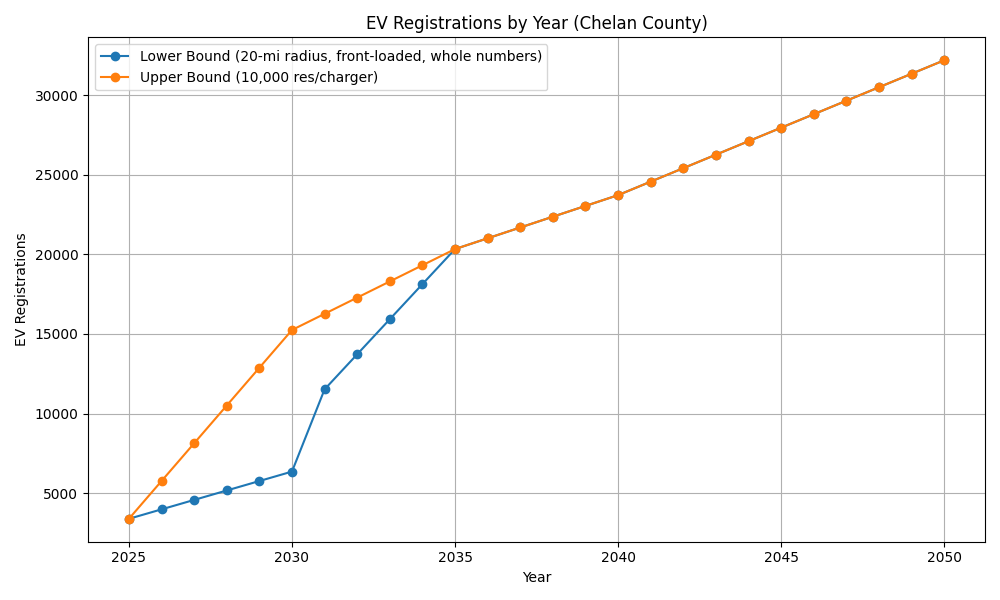 EV Registrations by Year (Chelan County)
Lower Bound (20-mi radius, front-loaded, whole numbers)
Upper Bound (10,000 res/charger)
EV Registrations
30000
25000
20000
15000
10000
5000
2025 2030 2035 2040 2045 2050
Year